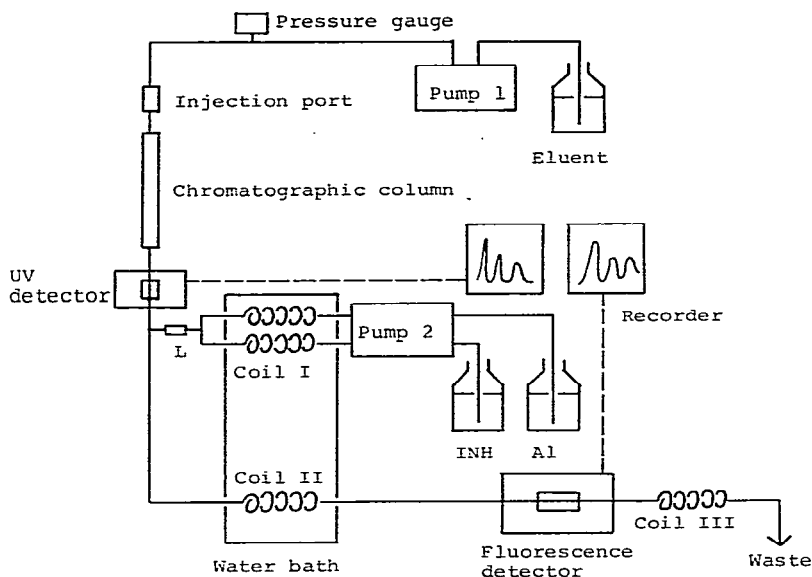 Pressure gauge
Pump 1
Injection port
Eluent
Chromatographic column
UV
detector
Recorder
Pump 2
L
Coil I
INH
Al
Coil II
Coil III
Water bath
Fluorescence
detector
Waste